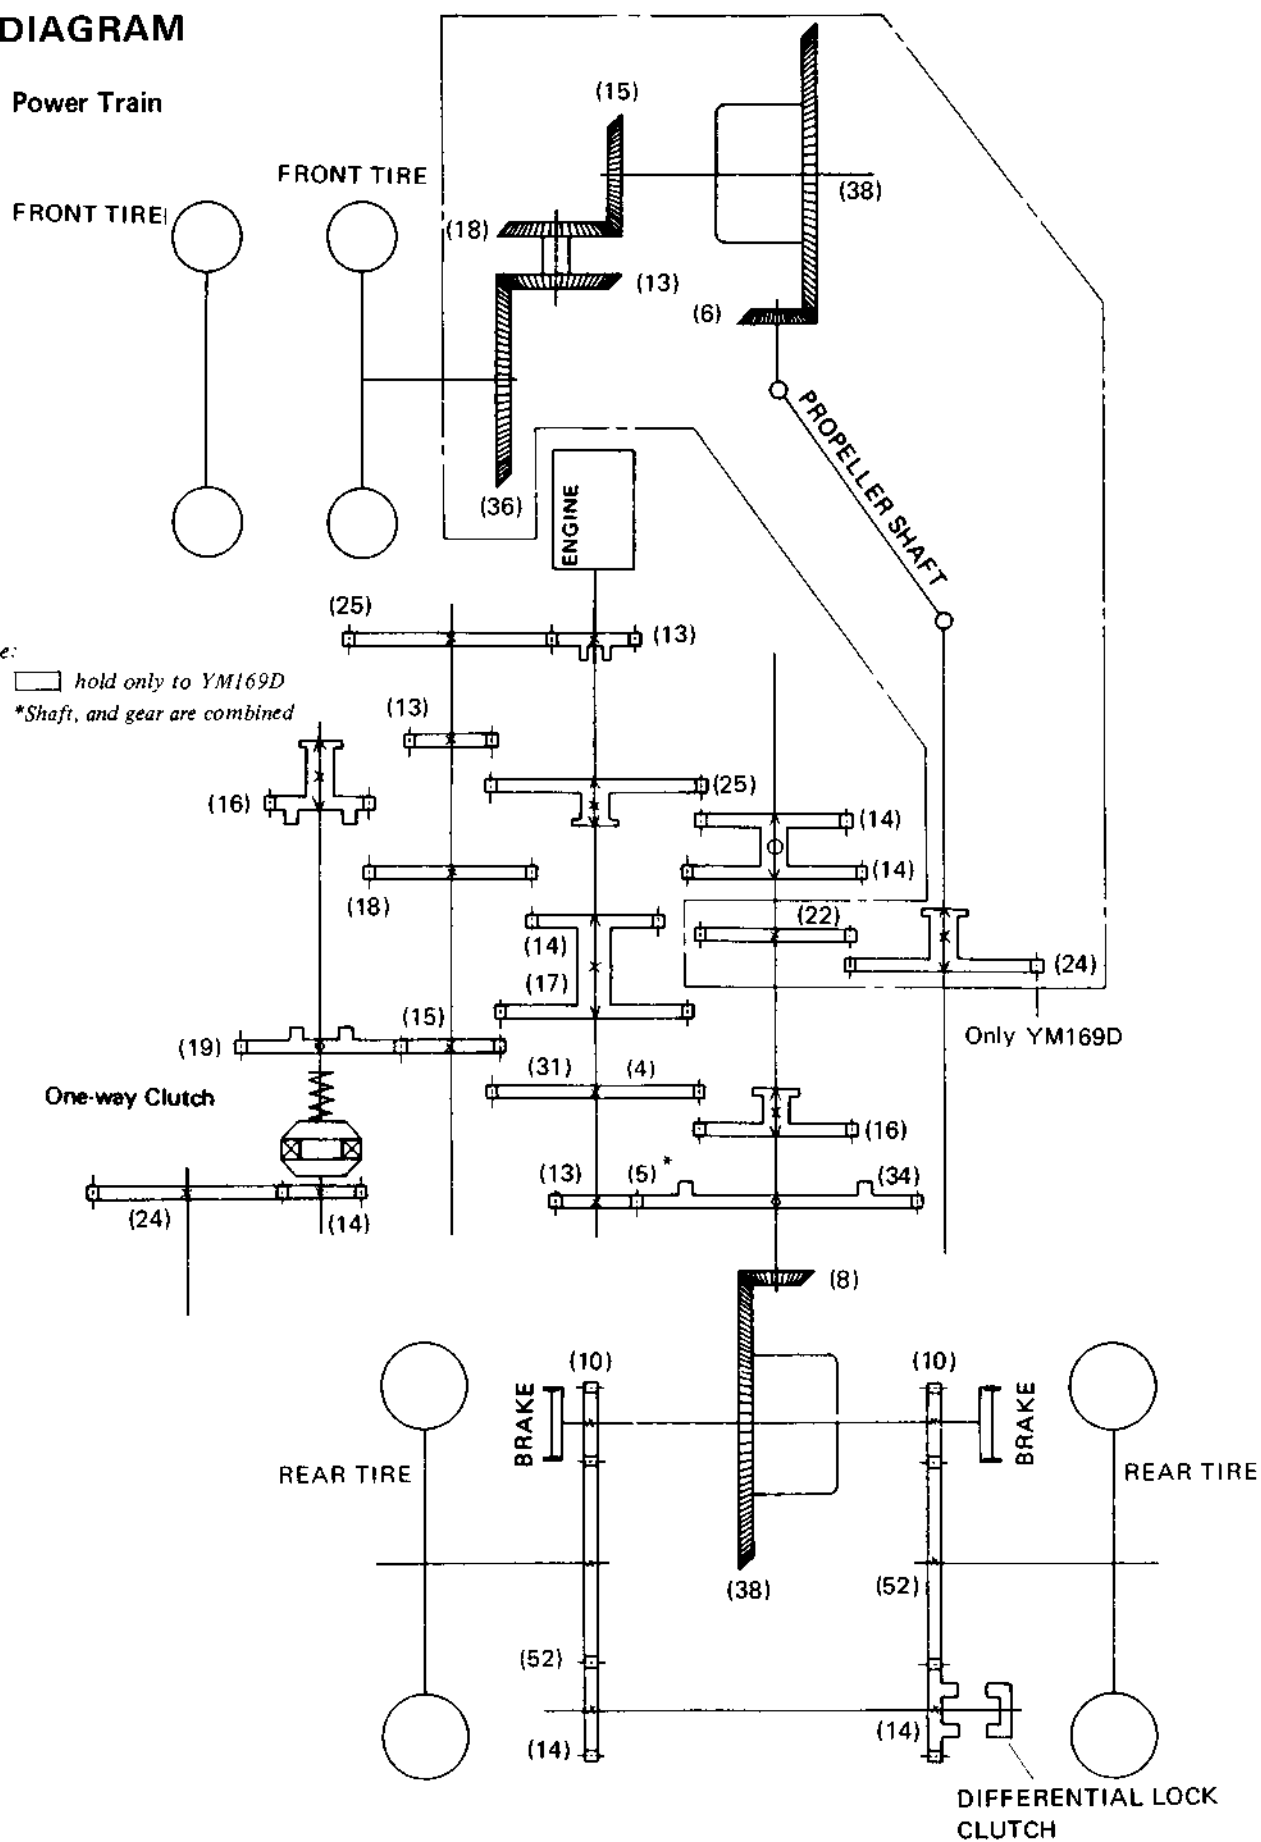 DIAGRAM
Power Train
(15)
FRONT TIRE
(38)
FRONT TIRE
(18)
(13)
(6)
PROPELLER SHAFT
(36)
ENGINE
(25)
(13)
e:
hold only to YM169D
*Shaft, and gear are combined
(13)
(16)
(25)
(14)
(14)
(18)
(22)
(14)
(24)
(17)
(15)
(19)
Only YM169D
(31)
(4)
One-way Clutch
(16)
(13)
(5)*
(34)
(24)
(14)
(8)
(10)
(10)
BRAKE
BRAKE
REAR TIRE
REAR TIRE
(38)
(52)
(52)
(14)
(14)
DIFFERENTIAL LOCK
CLUTCH